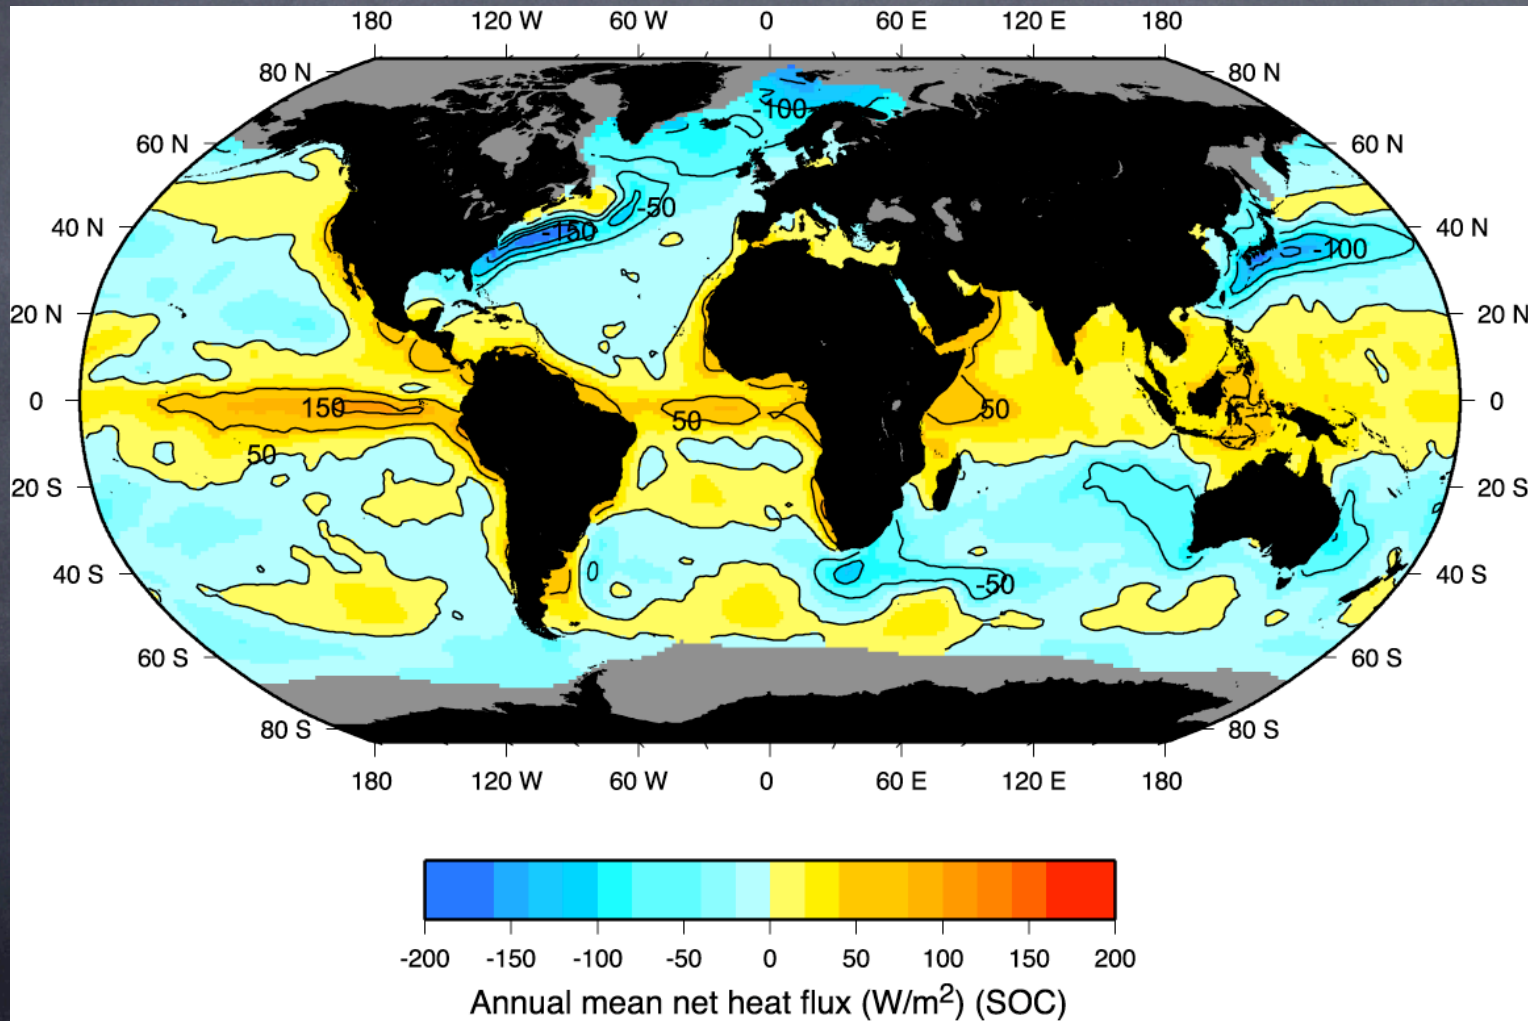 180 120 W 60 W 0 60 E 120 E 180
80 N 80 N
-100
60 N 60 N
-50
40 N -150 -100 40 N
20 N 20 N
0 150 50 50 0
50
20 S 20 S
40 S 0 -50 40 S
60 S 60 S
80 S 80 S
180 120 W 60 W 0 60 E 120 E 180
-200 -150 -100 -50 0 50 100 150 200
Annual mean net heat flux (W/m²) (SOC)